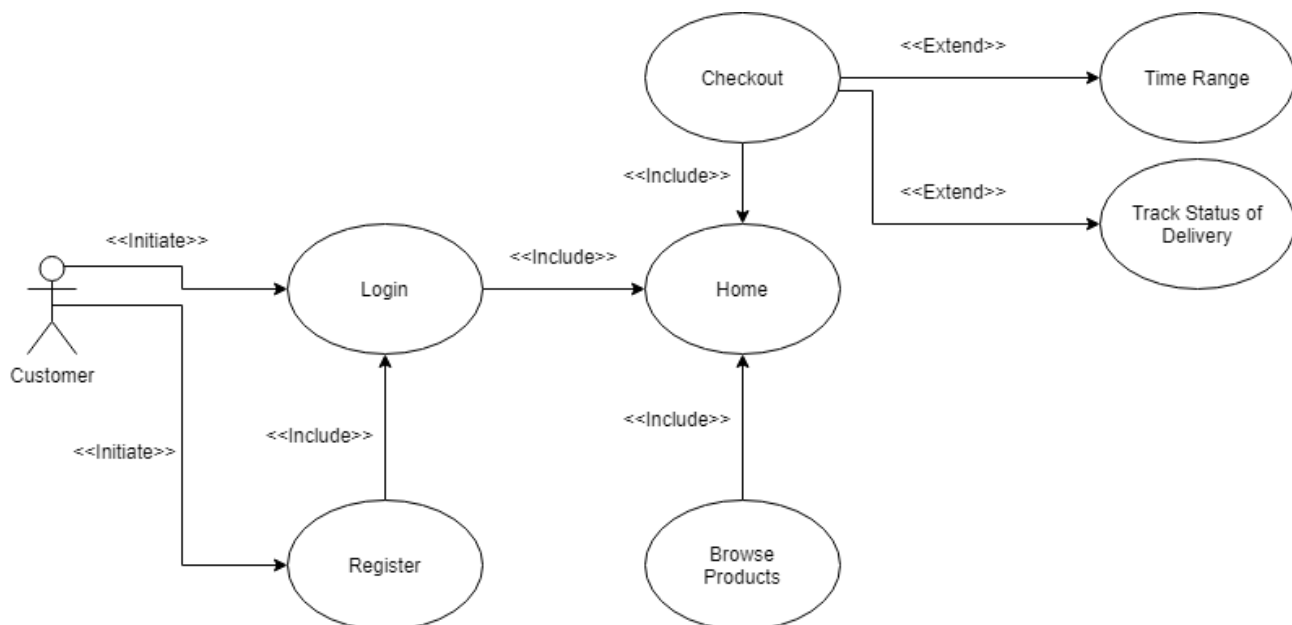 <<Extend>>
Checkout
Time Range
<<Include>>
<<Extend>>
Track Status of
Delivery
<<Initiate>>
<<Include>>
Login
Home
Customer
<<Initiate>>
<<Include>>
<<Include>>
Register
Browse
Products